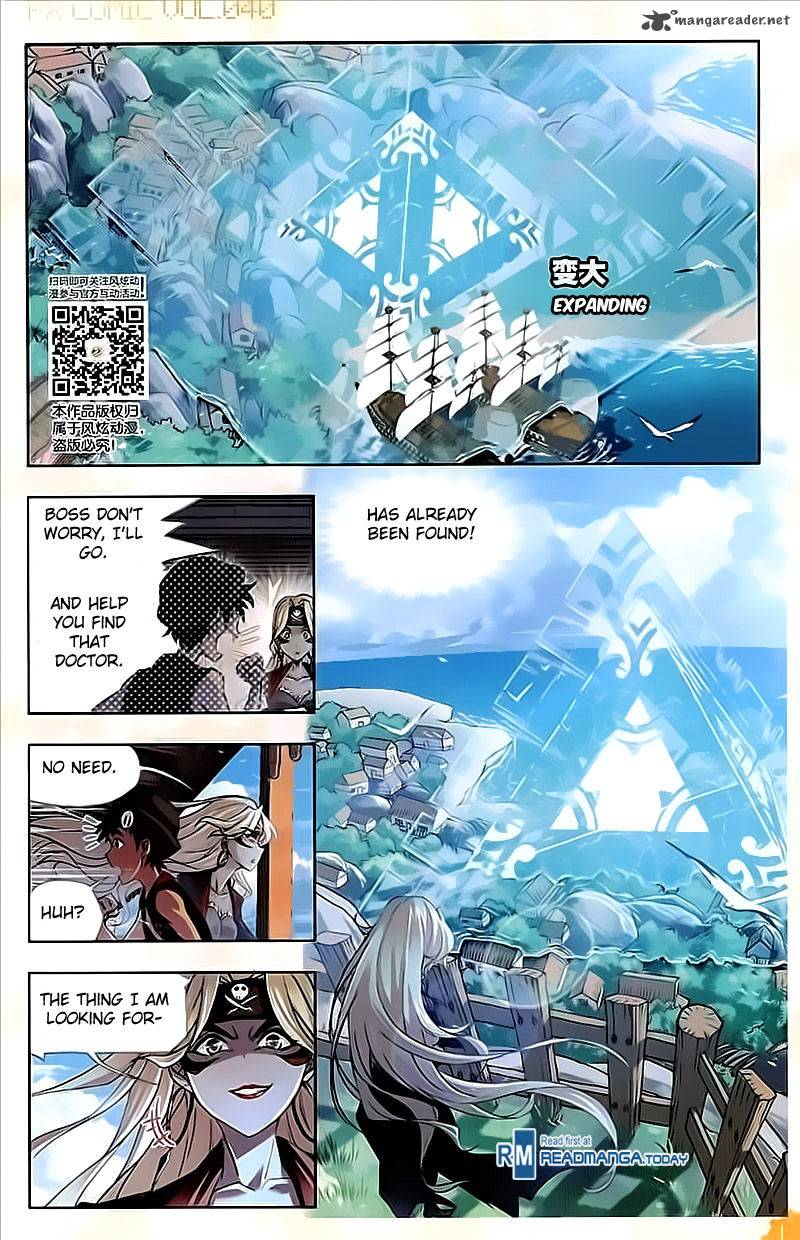 FX COMIC VOL.040
mangareader.net
变大
EXPANDING
扫码即可关注风炫动
漫参与官方互动活动!
本作品版权归
属于风炫动漫,
盗版必究!
BOSS DON'T
WORRY, I'LL
GO.
AND HELP
YOU FIND
THAT
DOCTOR.
NO NEED.
HUH?
THE THING I AM
LOOKING FOR-
HAS ALREADY
BEEN FOUND!
RM
Read first at
READMANGA.TODAY
1